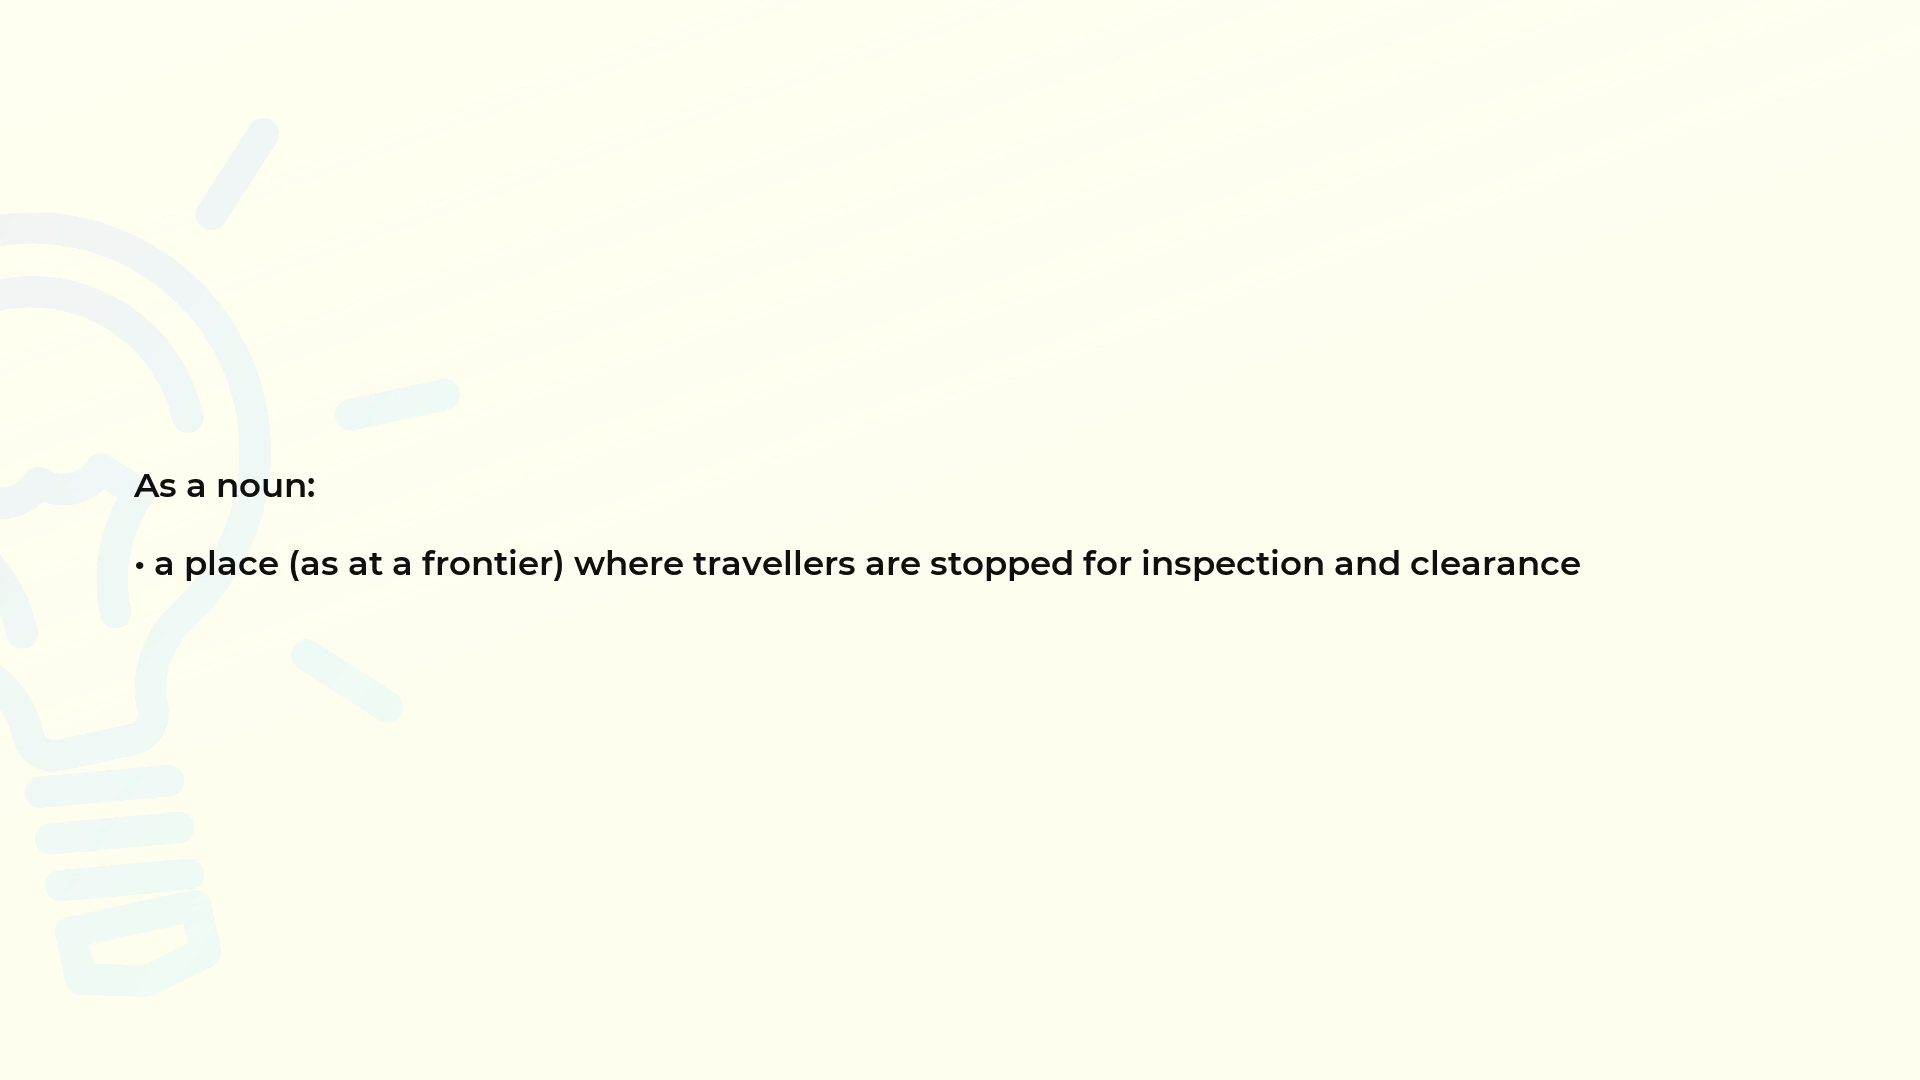 As a noun:
• a place (as at a frontier) where travellers are stopped for inspection and clearance